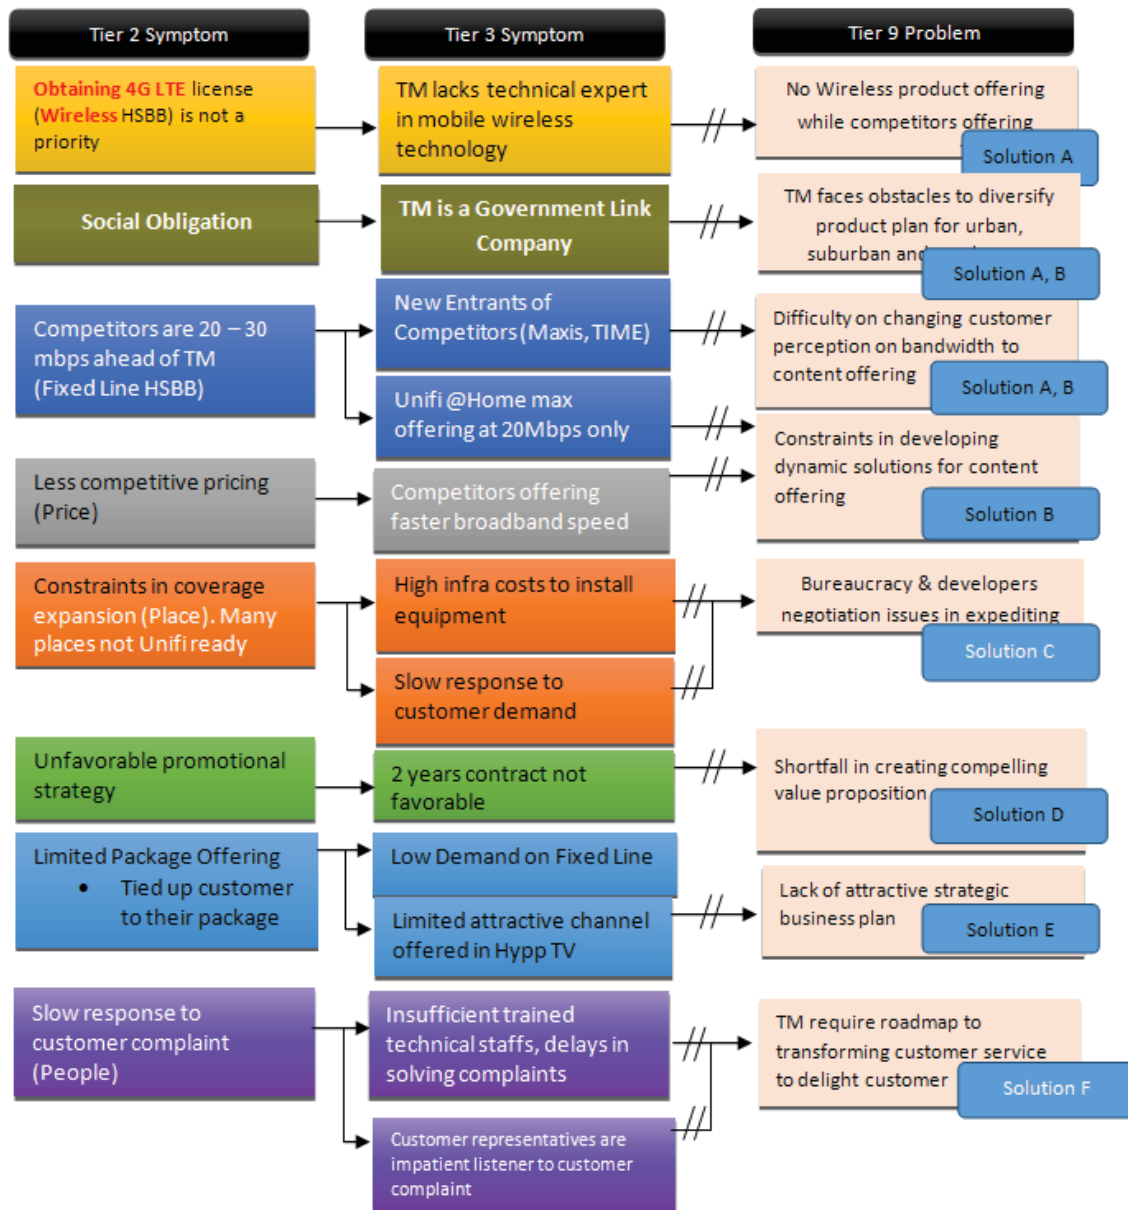 Tier 2 Symptom
Tier 3 Symptom
Tier 9 Problem
Obtaining 4G LTE license
(Wireless HSBB) is not a
priority
TM lacks technical expert
in mobile wireless
technology
No Wireless product offering
while competitors offering
Solution A
Social Obligation
TM is a Government Link
Company
TM faces obstacles to diversify
product plan for urban,
suburban and
Solution A, B
Competitors are 20 – 30
mbps ahead of TM
(Fixed Line HSBB)
New Entrants of
Competitors (Maxis, TIME)
Difficulty on changing customer
perception on bandwidth to
content offering
Solution A, B
Unifi @Home max
offering at 20Mbps only
Constraints in developing
dynamic solutions for content
offering
Solution B
Less competitive pricing
(Price)
Competitors offering
faster broadband speed
Constraints in coverage
expansion (Place). Many
places not Unifi ready
High infra costs to install
equipment
Bureaucracy & developers
negotiation issues in expediting
Solution C
Slow response to
customer demand
Unfavorable promotional
strategy
2 years contract not
favorable
Shortfall in creating compelling
value proposition
Solution D
Limited Package Offering
• Tied up customer
to their package
Low Demand on Fixed Line
Limited attractive channel
offered in Hypp TV
Lack of attractive strategic
business plan
Solution E
Slow response to
customer complaint
(People)
Insufficient trained
technical staffs, delays in
solving complaints
TM require roadmap to
transforming customer service
to delight customer
Solution F
Customer representatives are
impatient listener to customer
complaint